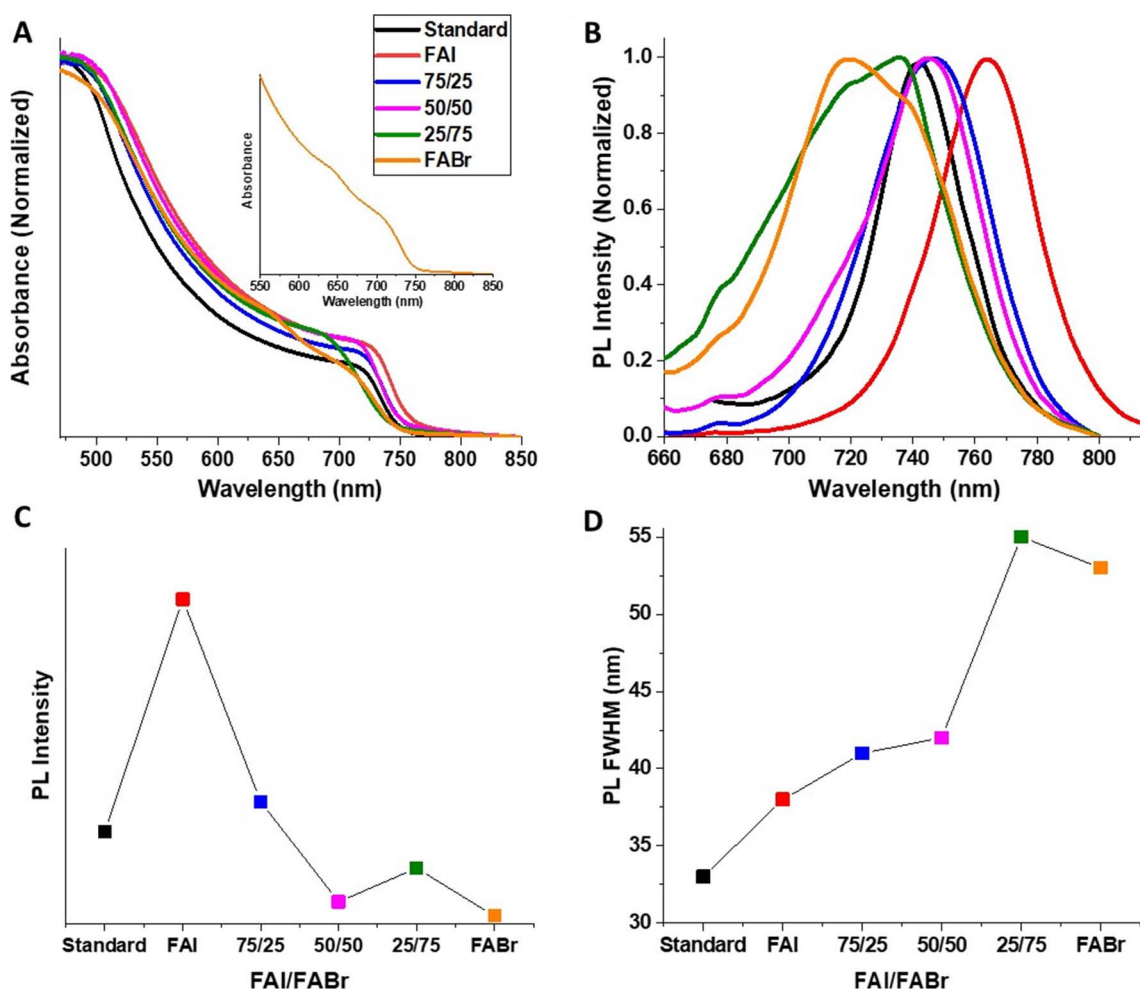 A
Standard
FAI
75/25
50/50
25/75
FABr
Absorbance (Normalized)
Absorbance
550 600 650 700 750 800 850
Wavelength (nm)
500 550 600 650 700 750 800 850
Wavelength (nm)
B
PL Intensity (Normalized)
1.0
0.8
0.6
0.4
0.2
0.0
660 680 700 720 740 760 780 800
Wavelength (nm)
C
PL Intensity
Standard FAI 75/25 50/50 25/75 FABr
FAI/FABr
D
PL FWHM (nm)
55
50
45
40
35
30
Standard FAI 75/25 50/50 25/75 FABr
FAI/FABr